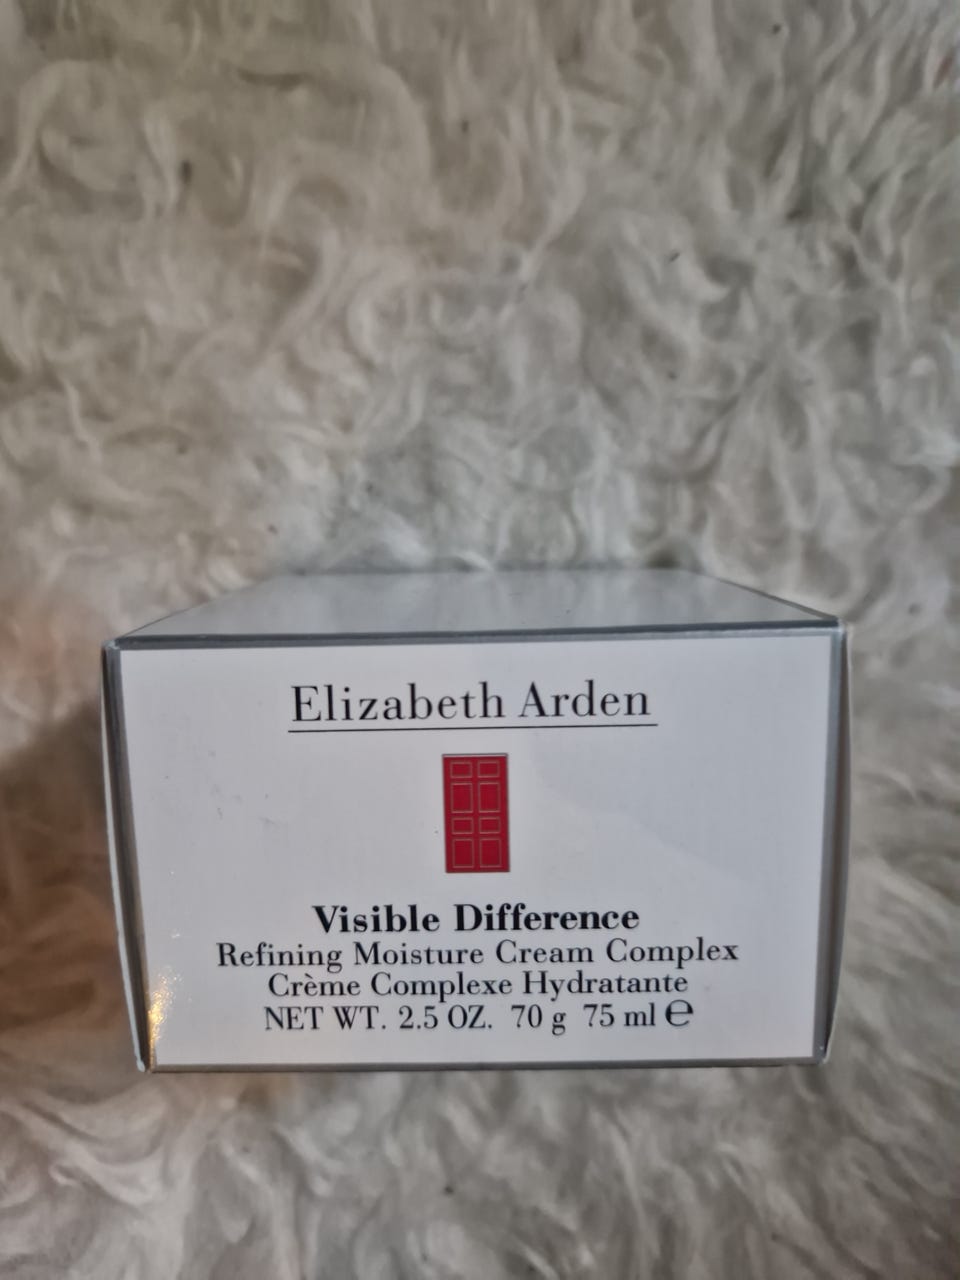 Elizabeth Arden
Visible Difference
Refining Moisture Cream Complex
Crème Complexe Hydratante
NET WT. 2.5 OZ. 70 g 75 ml ℮